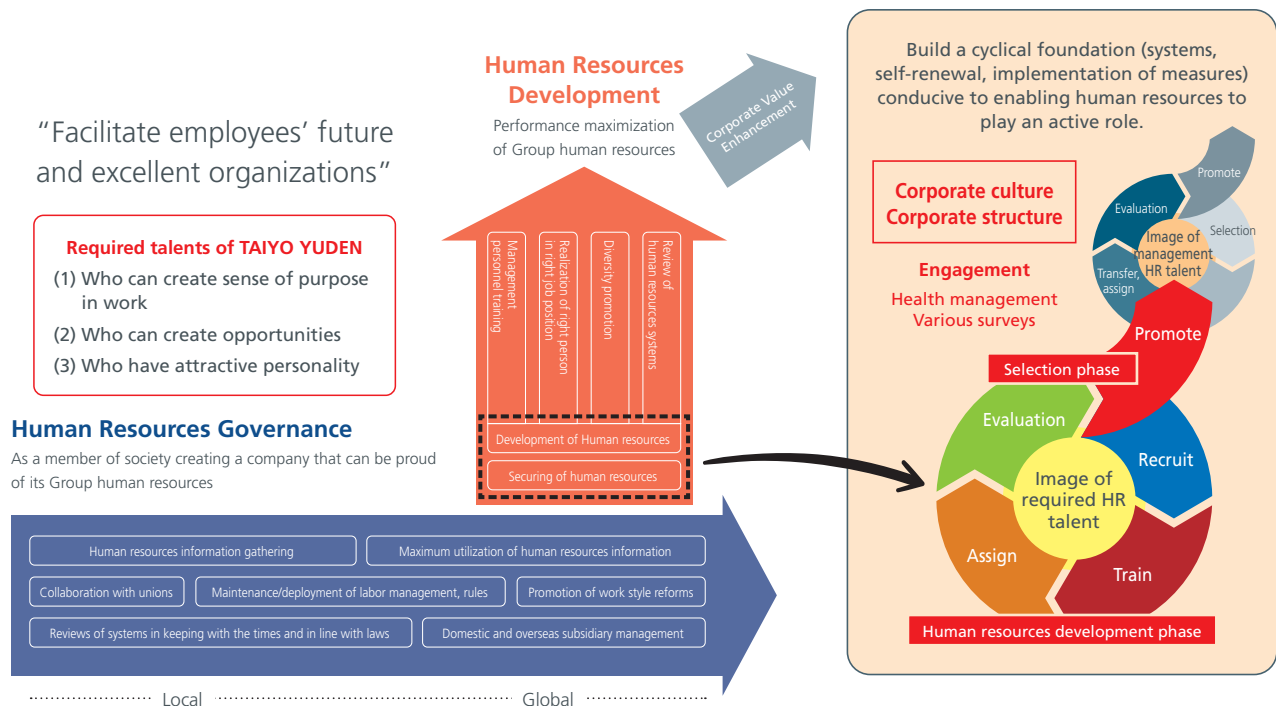 “Facilitate employees’ future
and excellent organizations”
Required talents of TAIYO YUDEN
(1) Who can create sense of purpose
in work
(2) Who can create opportunities
(3) Who have attractive personality
Human Resources Governance
As a member of society creating a company that can be proud
of its Group human resources
Human resources information gathering
Maximum utilization of human resources information
Collaboration with unions
Maintenance/deployment of labor management, rules
Promotion of work style reforms
Reviews of systems in keeping with the times and in line with laws
Domestic and overseas subsidiary management
Local
Global
Human Resources
Development
Performance maximization
of Group human resources
Corporate Value
Enhancement
Management
personnel training
Realization of right person
in right job position
Diversity promotion
Review of
human resources systems
Development of Human resources
Securing of human resources
Build a cyclical foundation (systems,
self-renewal, implementation of measures)
conducive to enabling human resources to
play an active role.
Corporate culture
Corporate structure
Engagement
Health management
Various surveys
Promote
Evaluation
Selection
Image of
management
HR talent
Transfer,
assign
Promote
Selection phase
Evaluation
Recruit
Image of
required HR
talent
Assign
Train
Human resources development phase